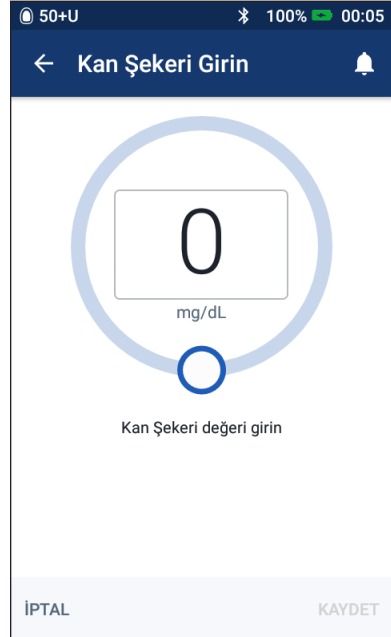 50+U 100% 00:05
Kan Şekeri Girin
0
mg/dL
Kan Şekeri değeri girin
İPTAL KAYDET